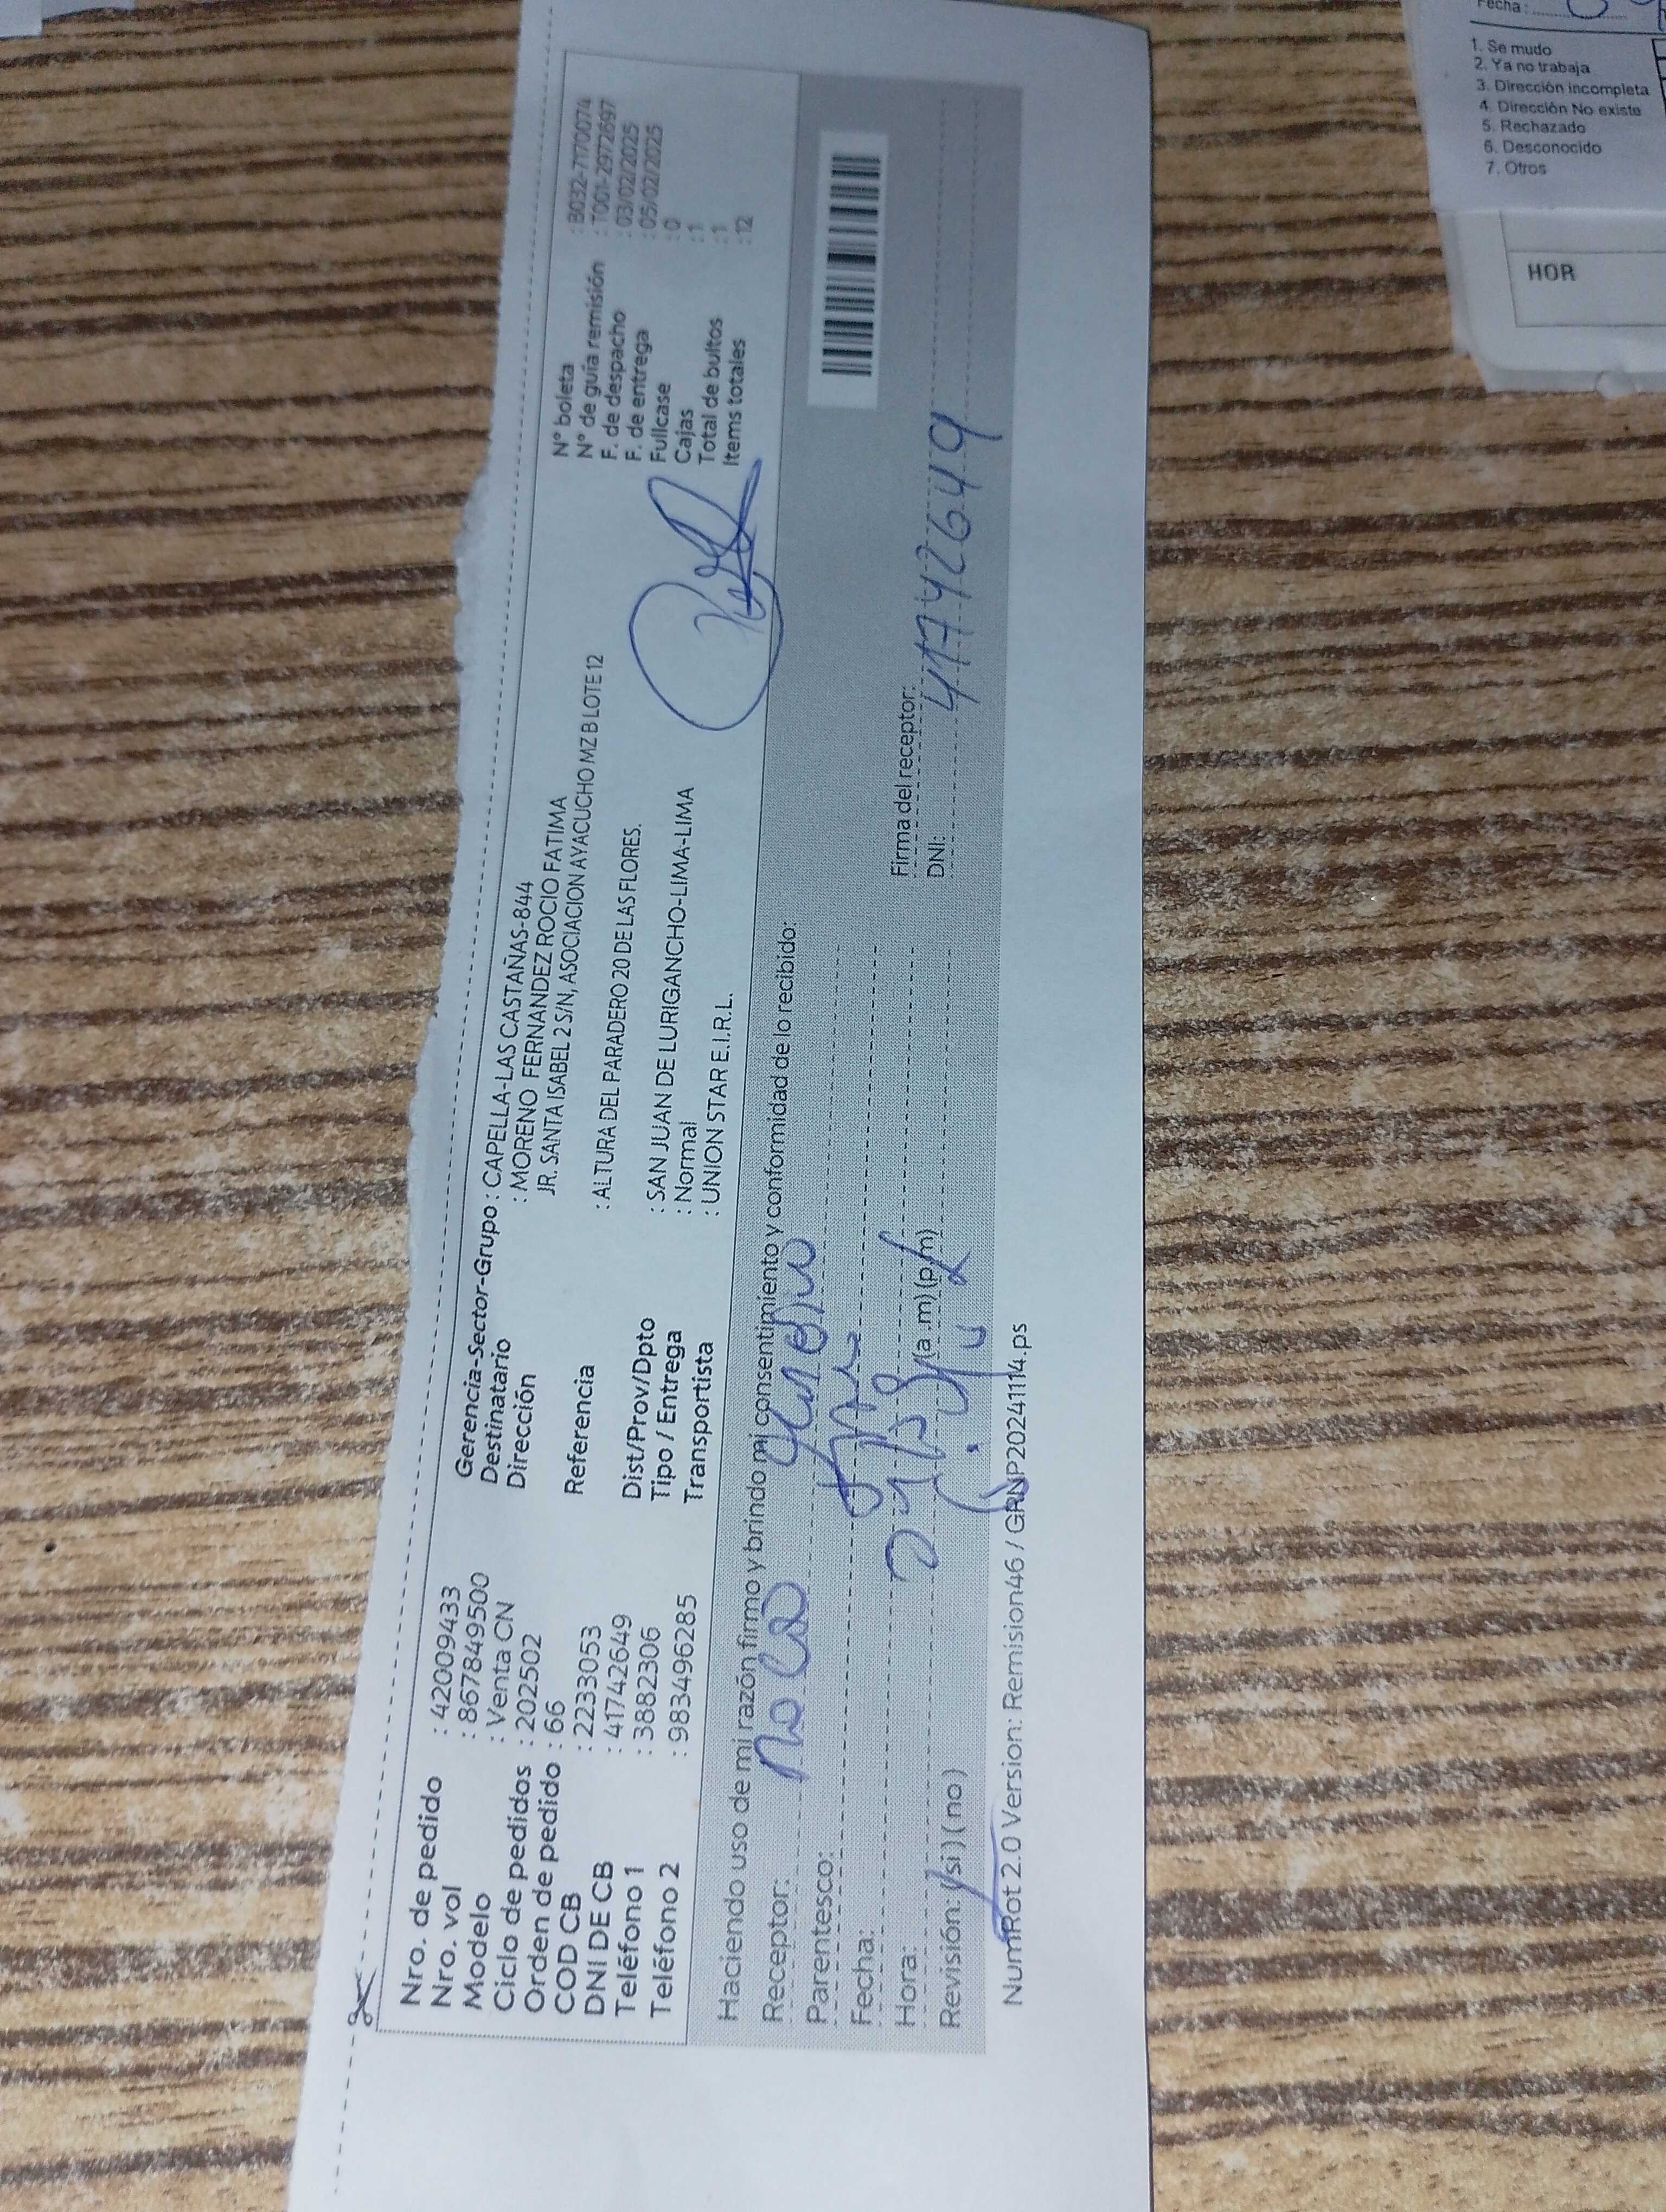 Nro. de pedido : 42009433
Nro. vol : 8678849500
Modelo : Venta CN
Ciclo de pedidos : 202502
Orden de pedido : 66
COD CB : 2233053
DNI DE CB : 41742649
Teléfono 1 : 3882306
Teléfono 2 : 983496285
Gerencia-Sector-Grupo : CAPELLA-LAS CASTAÑAS-844
Destinatario : MORENO FERNANDEZ ROCIO FATIMA
Dirección JR. SANTA ISABEL 2 S/N, ASOCIACION AYACUCHO MZ B LOTE 12
Referencia : ALTURA DEL PARADERO 20 DE LAS FLORES.
Dist/Prov/Dpto : SAN JUAN DE LURIGANCHO-LIMA-LIMA
Tipo / Entrega : Normal
Transportista : UNION STAR E.I.R.L.
N° boleta : B032-7170074
N° de guía remisión : T001-29972697
F. de despacho : 03/02/2025
F. de entrega : 05/02/2025
Fullcase : 0
Cajas : 1
Total de bultos : 1
Items totales : 12
Haciendo uso de mi razón firmo y brindo mi consentimiento y conformidad de lo recibido:
Receptor:
Parentesco:
Fecha:
Hora: (a .m) (p.m)
Revisión: (si) (no)
Firma del receptor:
DNI: 41742649
NumRot 2.0 Version: Remision46 / GRNP20241114.ps
Fecha:
1. Se mudo
2. Ya no trabaja
3. Dirección incompleta
4. Dirección No existe
5. Rechazado
6. Desconocido
7. Otros
HOR